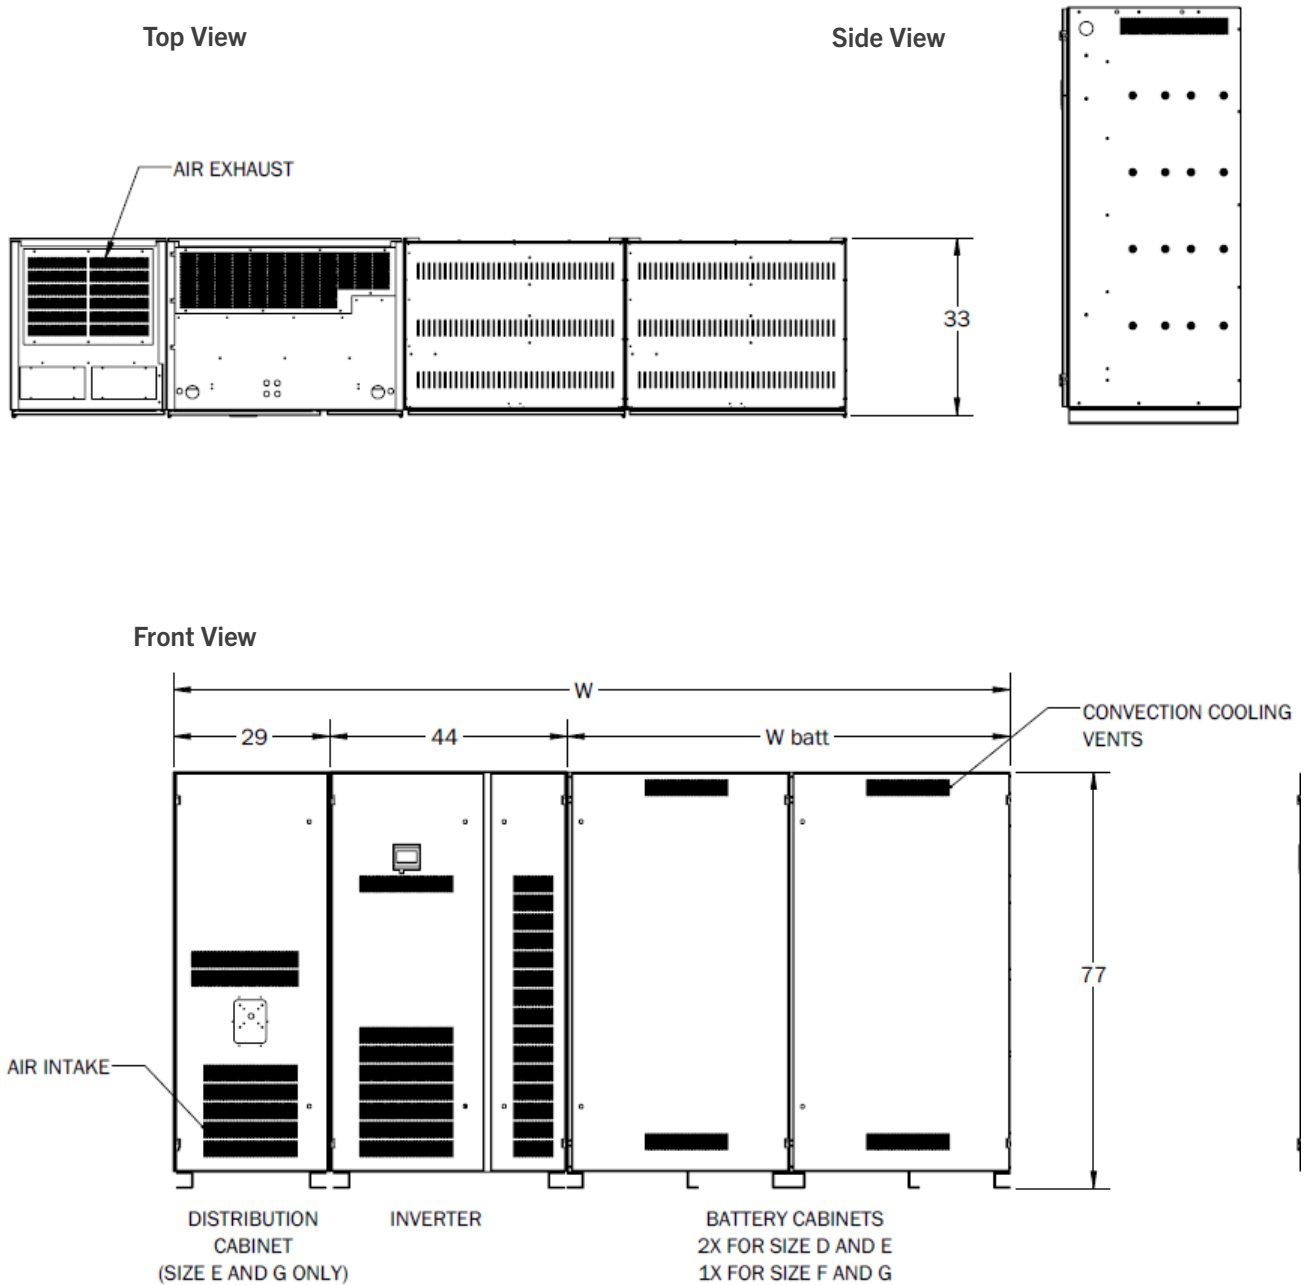 Top View
Side View
AIR EXHAUST
33
Front View
W
29
44
W batt
CONVECTION COOLING
VENTS
77
AIR INTAKE
DISTRIBUTION
CABINET
(SIZE E AND G ONLY)
INVERTER
BATTERY CABINETS
2X FOR SIZE D AND E
1X FOR SIZE F AND G